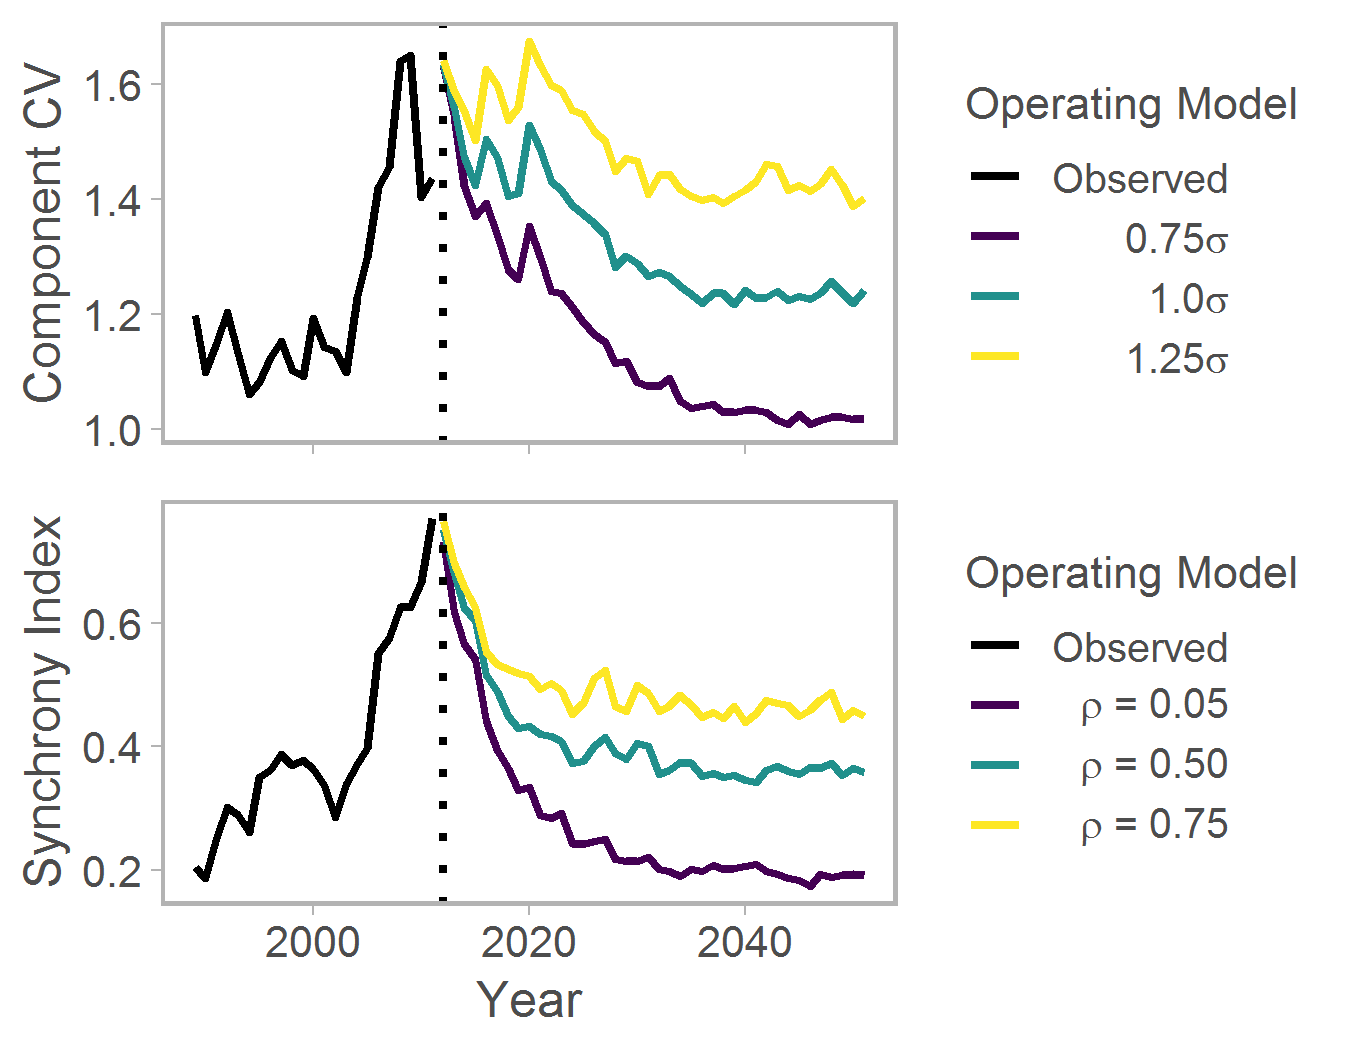 Component CV
1.6
1.4
1.2
1.0
Operating Model
Observed
0.75σ
1.0σ
1.25σ
Synchrony Index
0.6
0.4
0.2
2000
2020
2040
Year
Operating Model
Observed
ρ = 0.05
ρ = 0.50
ρ = 0.75